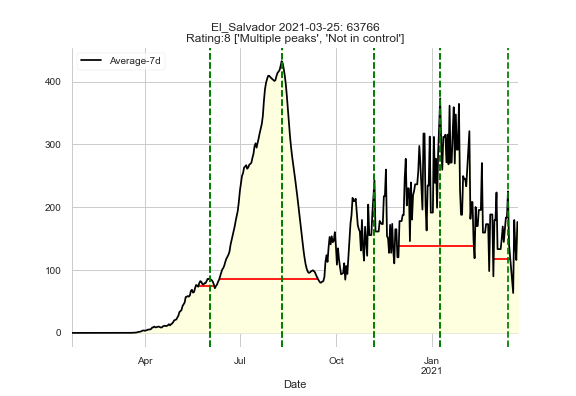 El_Salvador 2021-03-25: 63766
Rating:8 ['Multiple peaks', 'Not in control']
Average-7d
400
300
200
100
0
Apr
Jul
Oct
Jan
2021
Date